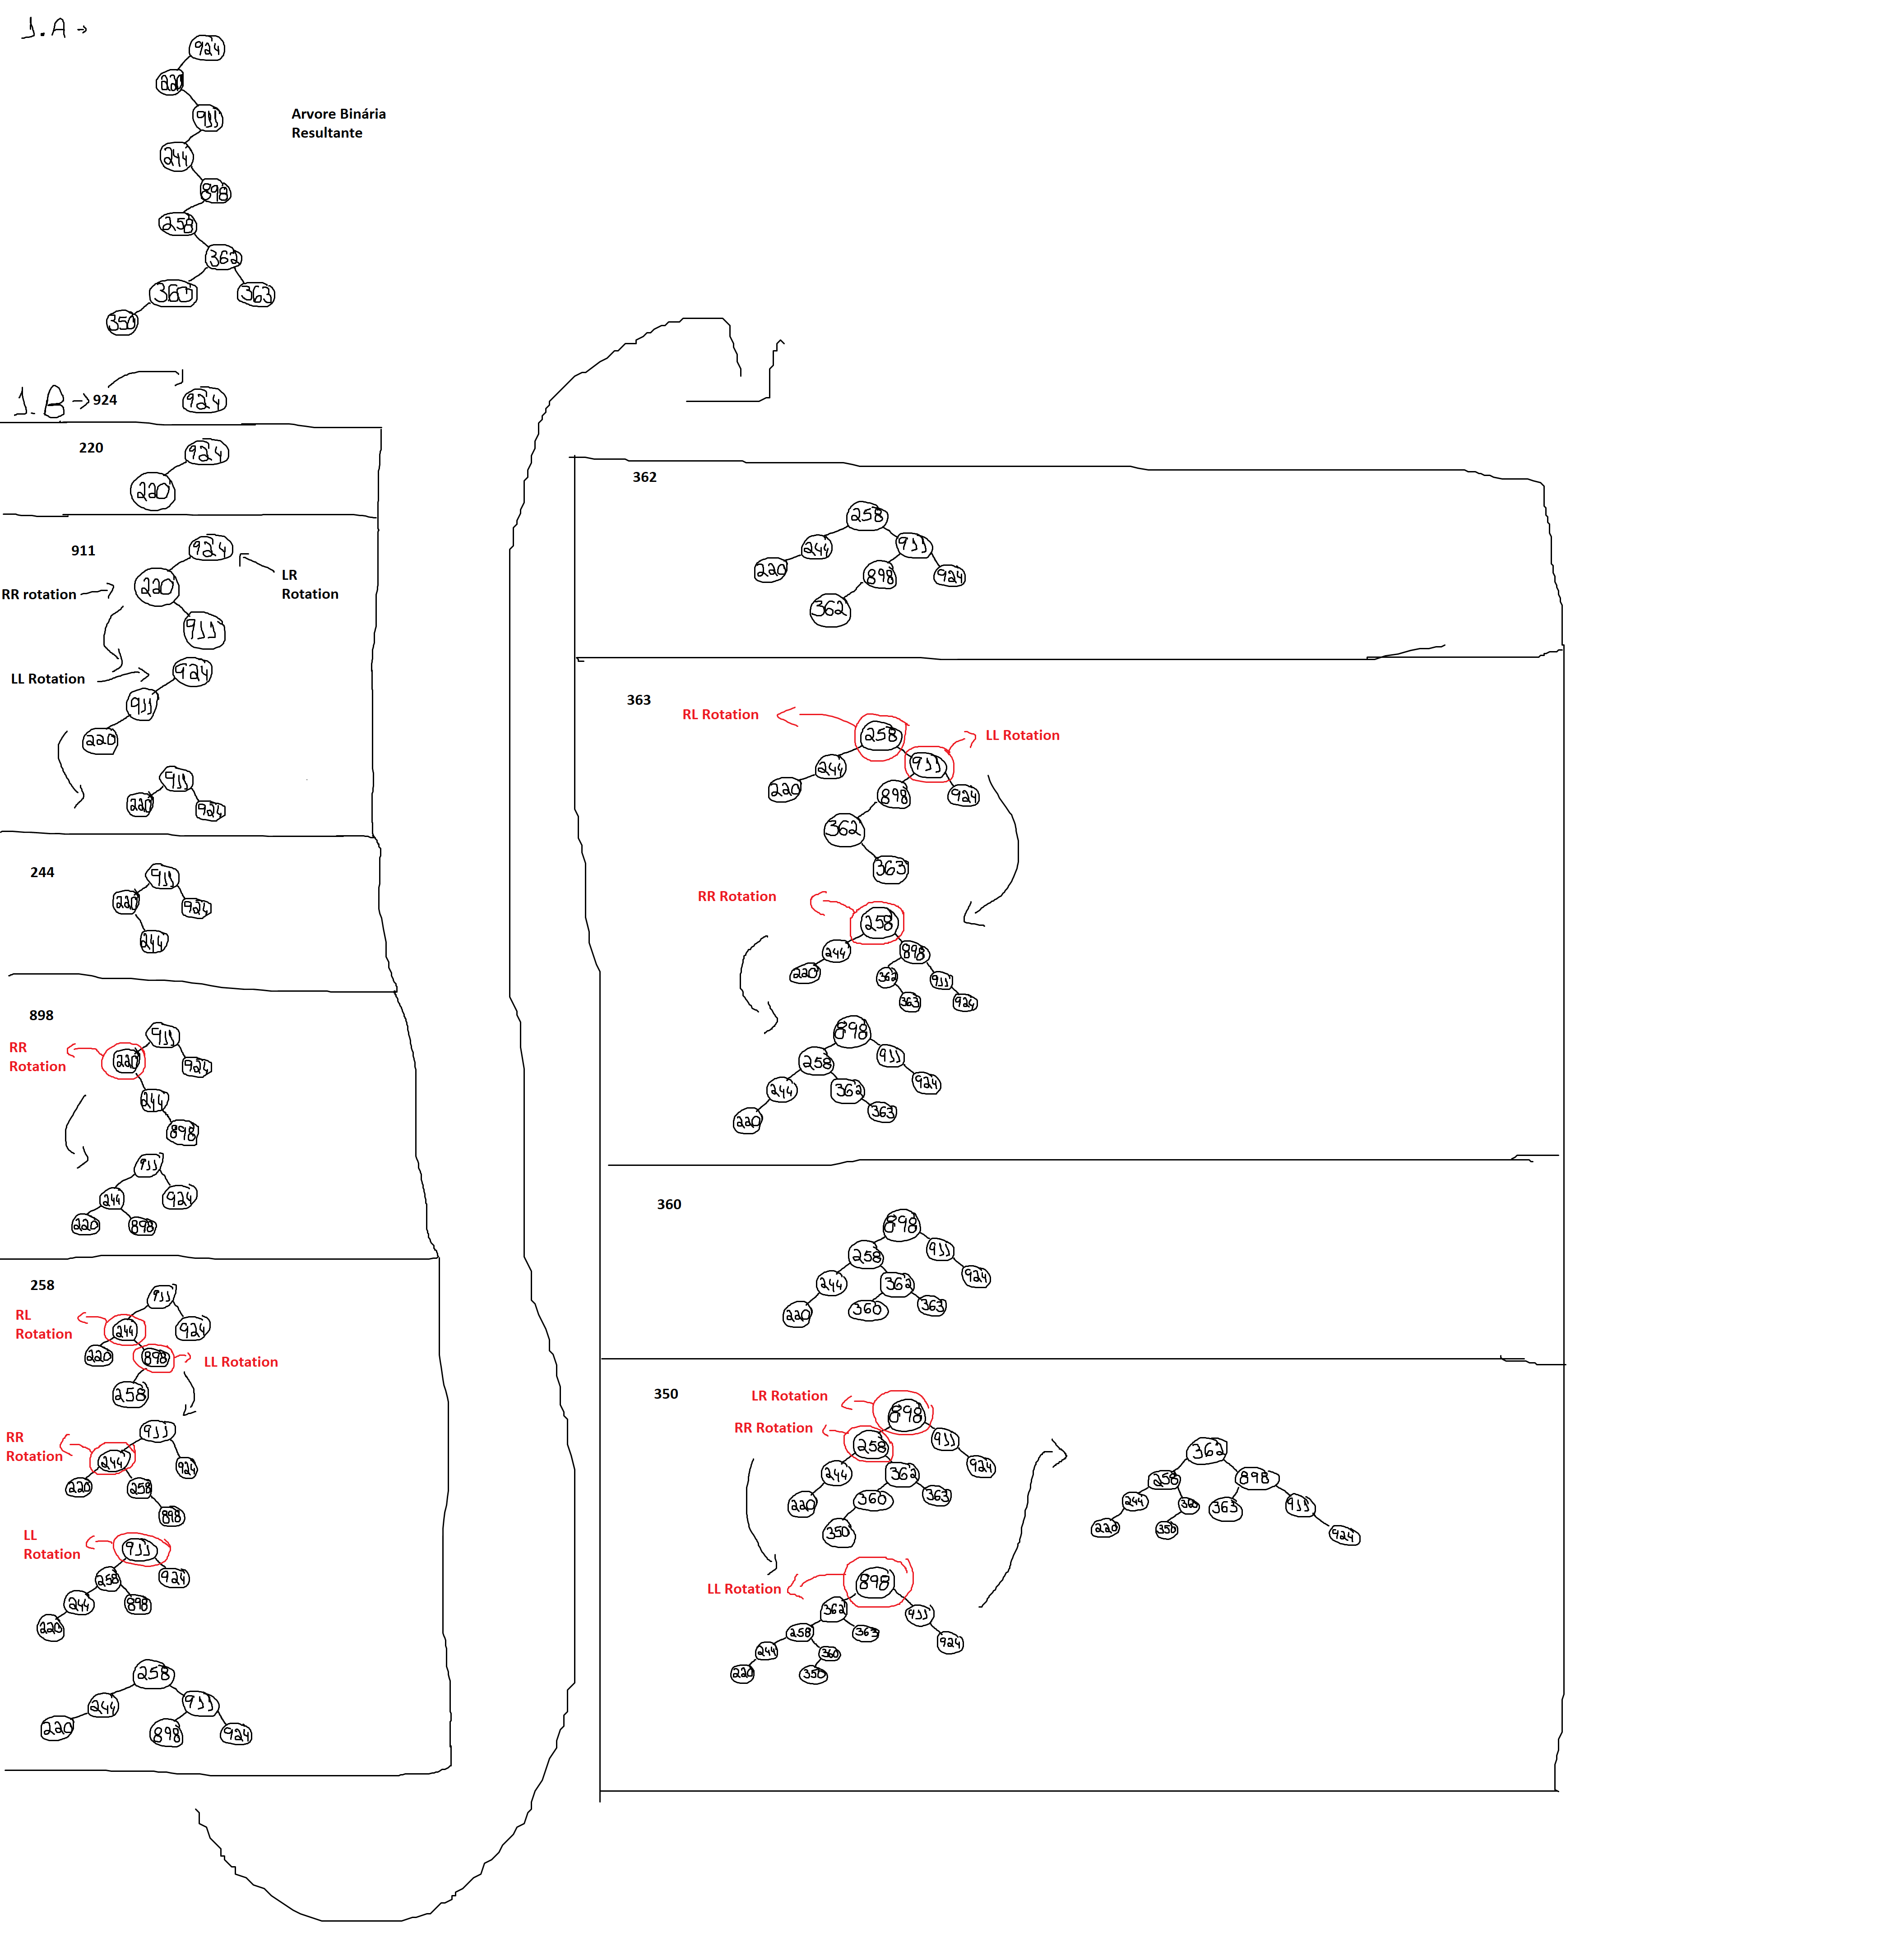 1.A →
924
220
911
Arvore Binária
Resultante
244
898
258
362
360 363
350
1.B → 924 924
220 924
220
911 924
LR
Rotation
RR rotation 220
911
924
LL Rotation
911
220
911
220 924
244 911
220 924
244
898
911
RR
Rotation
220 924
244
898
911
244 924
220 898
258
911
RL
Rotation
244 924
220 898 LL Rotation
258
911
RR
Rotation
244 924
220 258
898
LL
Rotation
911
258 924
244 898
220
258
244 911
220 898 924
362
258
244 911
220 898 924
362
363
RL Rotation 258 LL Rotation
244 911
220 898 924
362
363
RR Rotation
258
244 898
220 362 911
363 924
898
258 911
244 362 924
220 363
360
898
258 911
244 362 924
220 360 363
350
LR Rotation 898
RR Rotation 258 911
244 362 924
220 360 363
350
LL Rotation 898
362 911
258 363 924
244 360
220 350
362
258 898
244 360 363 911
220 350 924